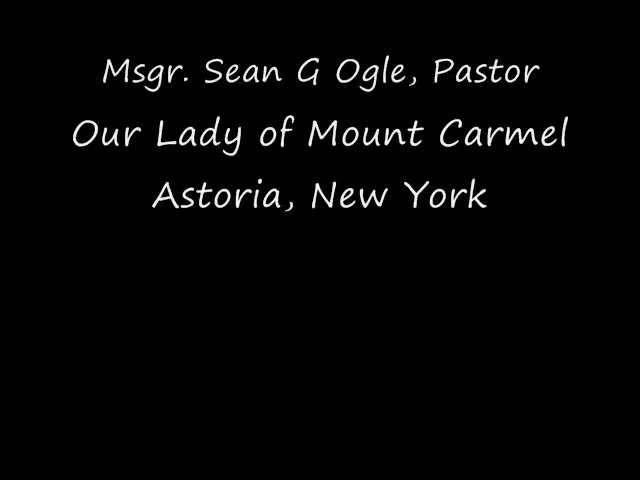 Msgr. Sean G Ogle, Pastor
Our Lady of Mount Carmel
Astoria, New York